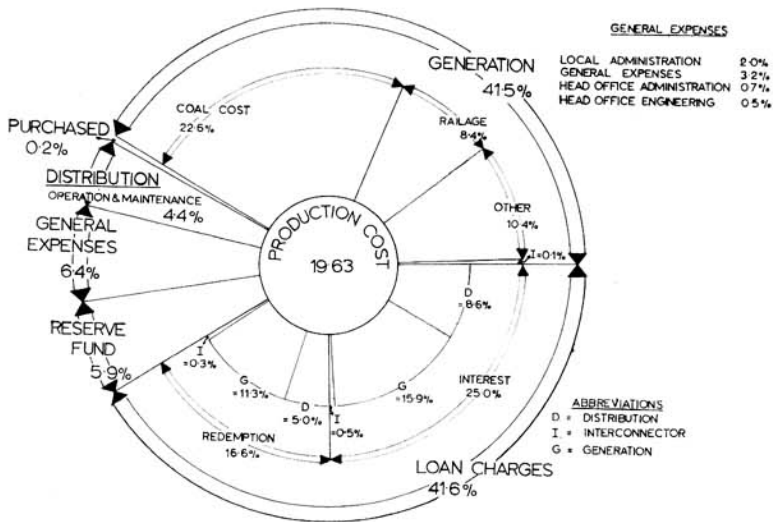 GENERAL EXPENSES
LOCAL ADMINISTRATION 2·0%
GENERAL EXPENSES 3·2%
HEAD OFFICE ADMINISTRATION 0·7%
HEAD OFFICE ENGINEERING 0·5%
GENERATION
41·5%
COAL COST
22·6%
RAILAGE
8·4%
OTHER
10·4%
I=0·1%
PURCHASED
0·2%
DISTRIBUTION
OPERATION & MAINTENANCE
4·4%
GENERAL
EXPENSES
6·4%
RESERVE
FUND
5·9%
PRODUCTION COST
19·63
D
=8·6%
G
=15·9%
I
=0·5%
INTEREST
25·0%
I
=0·3%
G
=11·3%
D
=5·0%
REDEMPTION
16·6%
LOAN CHARGES
41·6%
ABBREVIATIONS
D = DISTRIBUTION
I = INTERCONNECTOR
G = GENERATION